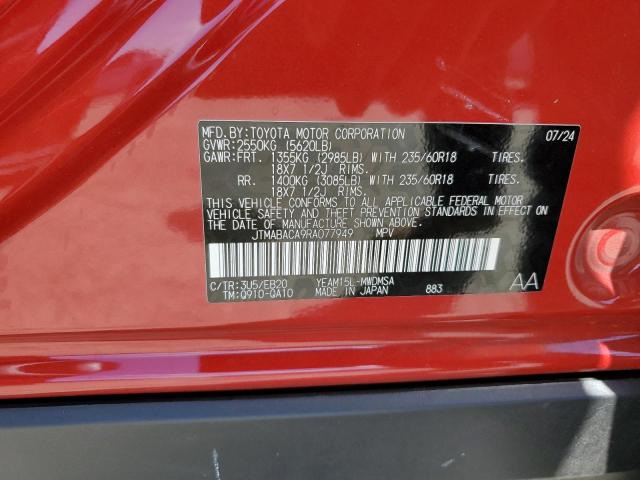 MFD. BY:TOYOTA MOTOR CORPORATION 07/24
GVWR:2550KG (5620LB)
GAWR:FRT. 1355KG (2985LB) WITH 235/60R18 TIRES.
18X7 1/2J RIMS.
RR. 1400KG (3085LB) WITH 235/60R18 TIRES.
18X7 1/2J RIMS.
THIS VEHICLE CONFORMS TO ALL APPLICABLE FEDERAL MOTOR
VEHICLE SAFETY AND THEFT PREVENTION STANDARDS IN EFFECT ON
THE DATE OF MANUFACTURE SHOWN ABOVE.
JTMABACA9RA077949 MPV
C/TR:3U5/EB20 YEAM15L-MWDMSA AA
TM:Q910-QA10 MADE IN JAPAN 883